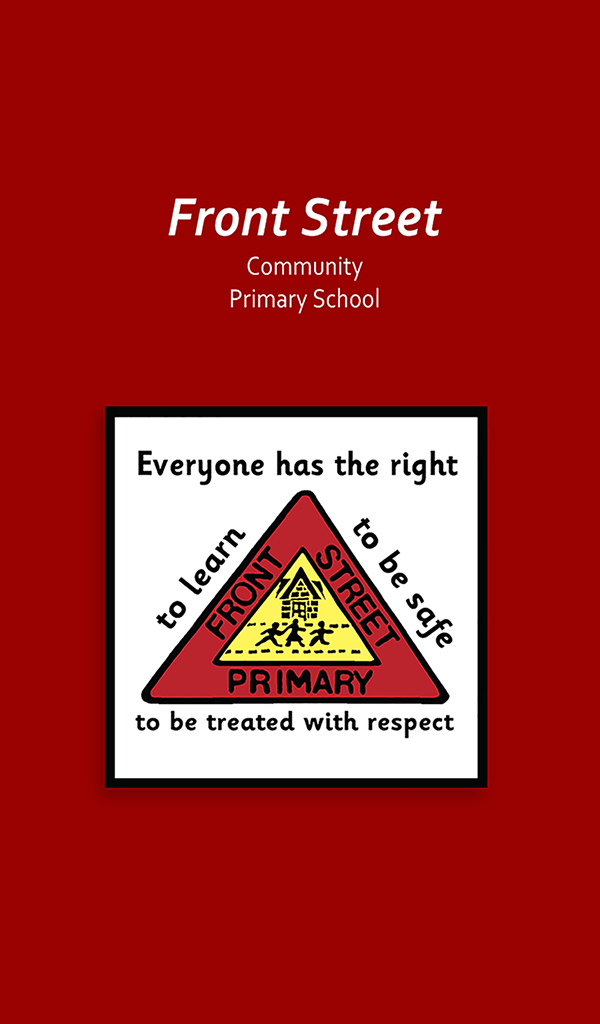 Front Street
Community
Primary School
Everyone has the right
to learn
to be safe
FRONT
STREET
PRIMARY
to be treated with respect